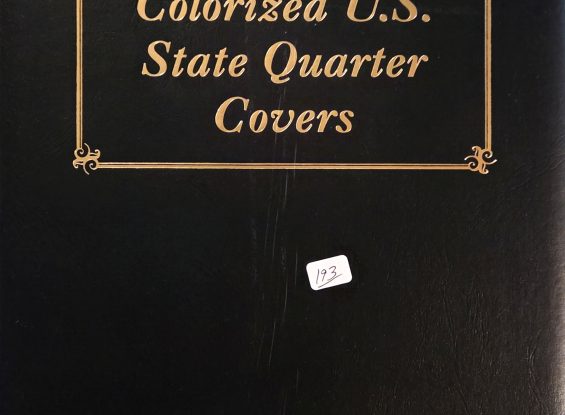 Colorized U.S.
State Quarter
Covers
193